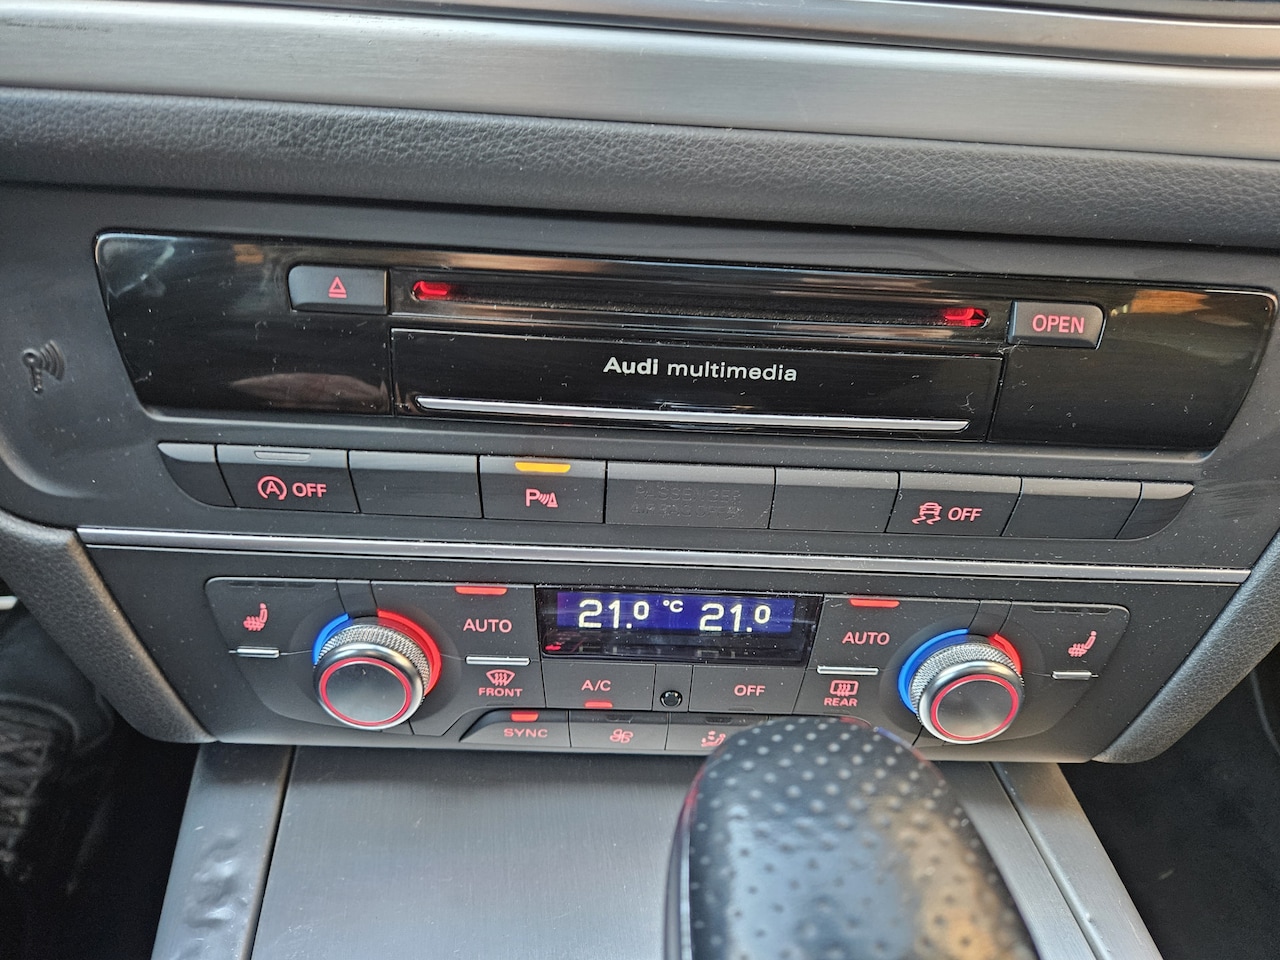 OPEN
Audi multimedia
A OFF
P
OFF
21.0 °C 21.0
AUTO
AUTO
FRONT
A/C
OFF
REAR
SYNC